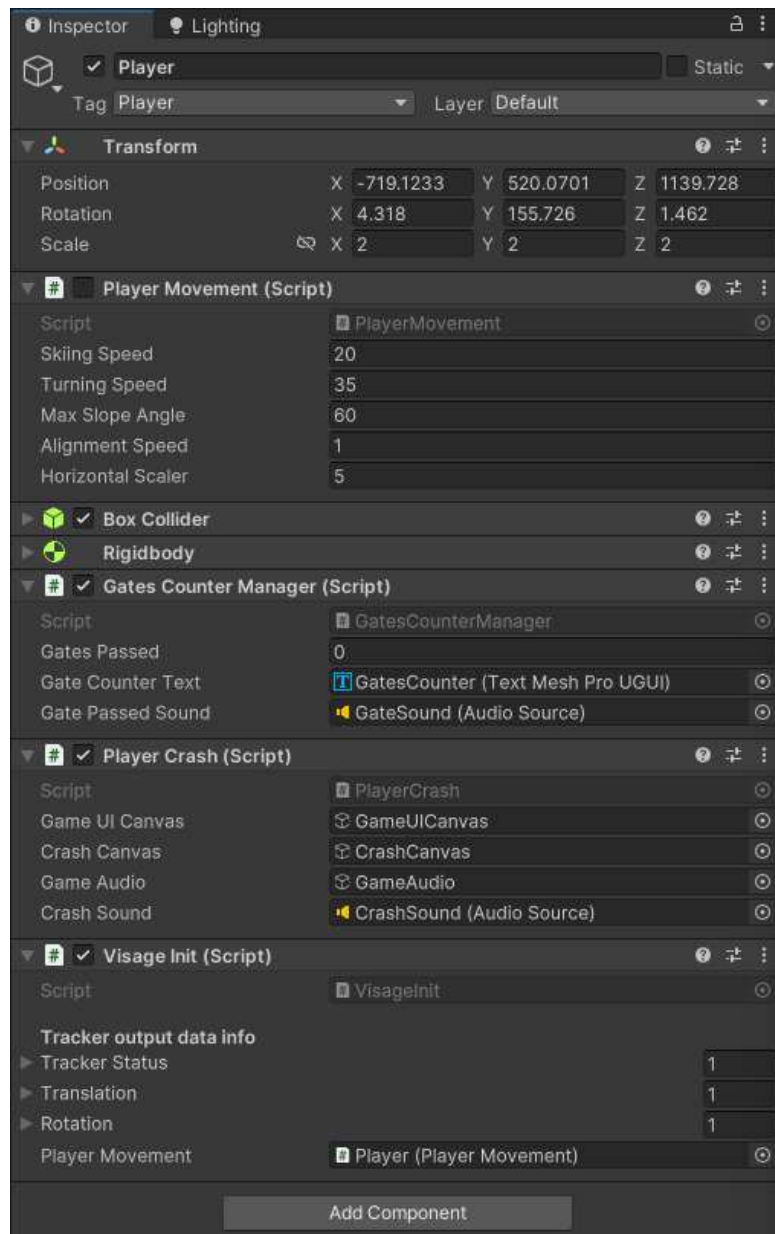 Inspector Lighting
Player Static
Tag Player Layer Default
Transform
Position X -719.1233 Y 520.0701 Z 1139.728
Rotation X 4.318 Y 155.726 Z 1.462
Scale X 2 Y 2 Z 2
# Player Movement (Script)
Script # PlayerMovement
Skiing Speed 20
Turning Speed 35
Max Slope Angle 60
Alignment Speed 1
Horizontal Scaler 5
Box Collider
Rigidbody
# Gates Counter Manager (Script)
Script # GatesCounterManager
Gates Passed 0
Gate Counter Text T GatesCounter (Text Mesh Pro UGUI)
Gate Passed Sound GateSound (Audio Source)
# Player Crash (Script)
Script # PlayerCrash
Game UI Canvas GameUICanvas
Crash Canvas CrashCanvas
Game Audio GameAudio
Crash Sound CrashSound (Audio Source)
# Visage Init (Script)
Script # VisageInit
Tracker output data info
Tracker Status 1
Translation 1
Rotation 1
Player Movement # Player (Player Movement)
Add Component